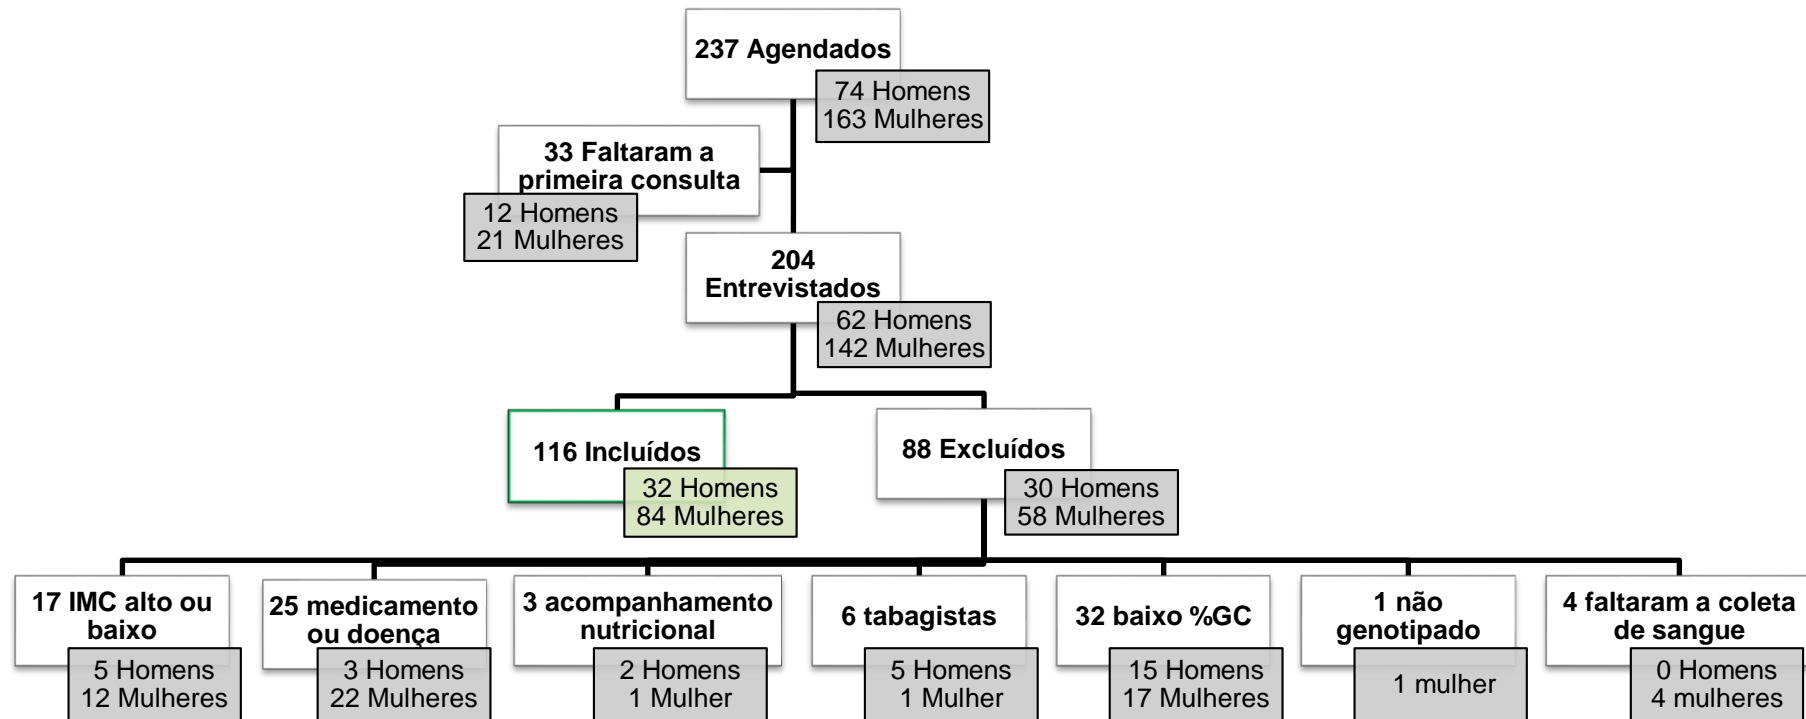 237 Agendados
74 Homens
163 Mulheres
33 Faltaram a
primeira consulta
12 Homens
21 Mulheres
204
Entrevistados
62 Homens
142 Mulheres
116 Incluídos
32 Homens
84 Mulheres
88 Excluídos
30 Homens
58 Mulheres
17 IMC alto ou
baixo
5 Homens
12 Mulheres
25 medicamento
ou doença
3 Homens
22 Mulheres
3 acompanhamento
nutricional
2 Homens
1 Mulher
6 tabagistas
5 Homens
1 Mulher
32 baixo %GC
15 Homens
17 Mulheres
1 não
genotipado
1 mulher
4 faltaram a coleta
de sangue
0 Homens
4 mulheres